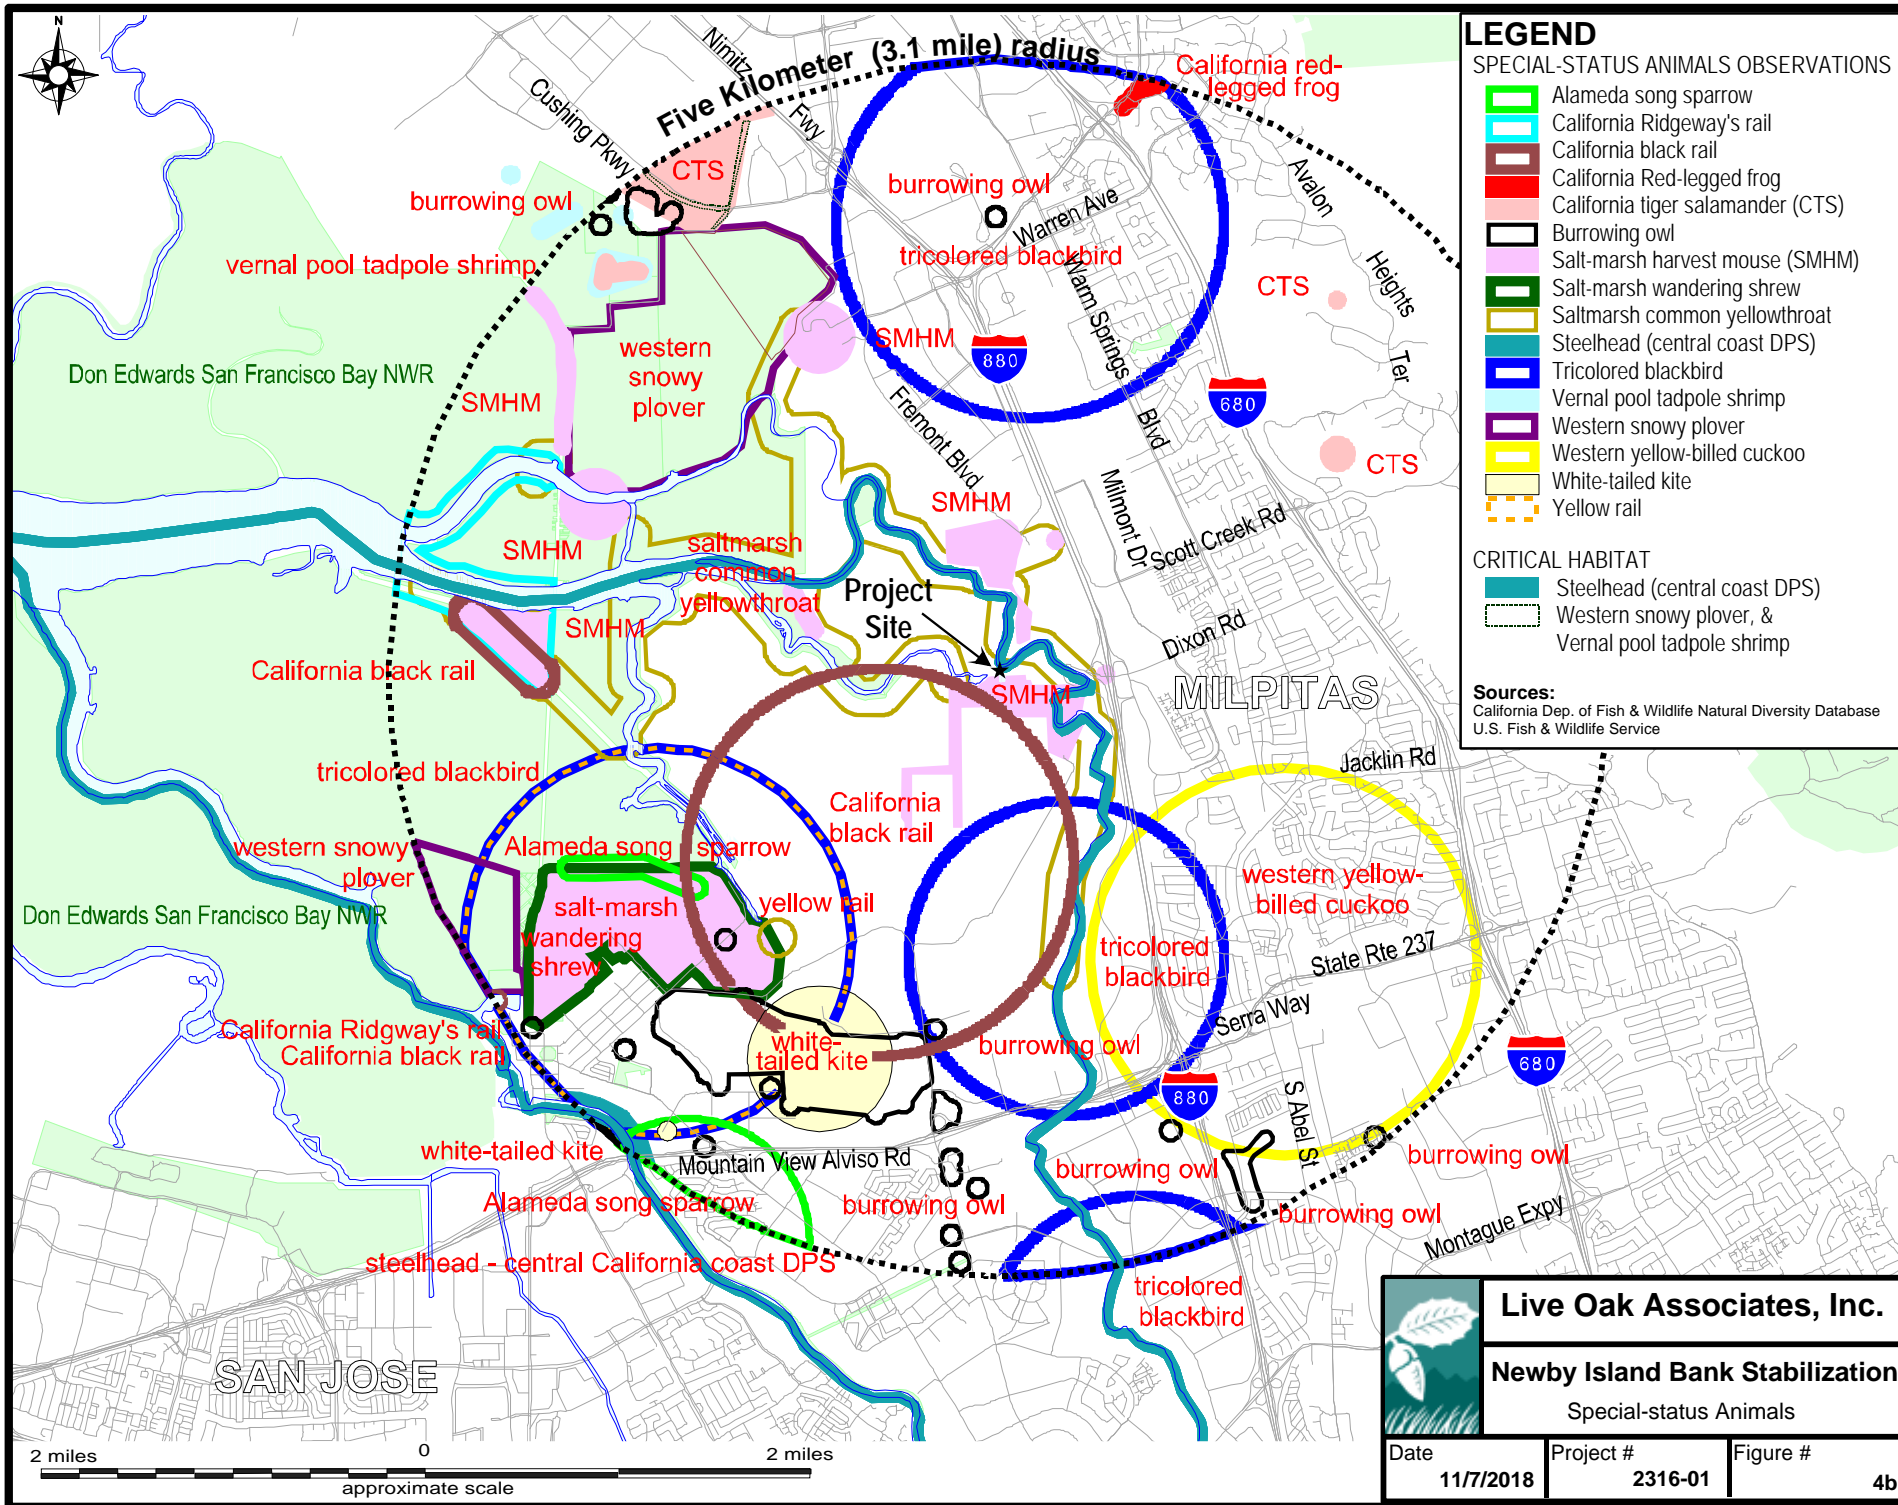 N
Five Kilometer (3.1 mile) radius
Nimitz
Fwy
Cushing Pkwy
California red-
legged frog
CTS
burrowing owl
burrowing owl
Warren Ave
tricolored blackbird
Avalon
Heights
Ter
vernal pool tadpole shrimp
Warm Springs
Blvd
CTS
SMHM
880
680
western
snowy
plover
Don Edwards San Francisco Bay NWR
SMHM
Fremont Blvd
CTS
SMHM
Milmont Dr
Scott Creek Rd
SMHM
saltmarsh
common
yellowthroat
Project
Site
SMHM
Dixon Rd
California black rail
SMHM
MILPITAS
Jacklin Rd
tricolored blackbird
California
black rail
western snowy
plover
Alameda song sparrow
western yellow-
billed cuckoo
Don Edwards San Francisco Bay NWR
salt-marsh
wandering
shrew
yellow rail
tricolored
blackbird
State Rte 237
Serra Way
California Ridgway's rail
California black rail
white-
tailed kite
burrowing owl
680
880
S Abel St
white-tailed kite
Mountain View Alviso Rd
burrowing owl
burrowing owl
Alameda song sparrow
burrowing owl
burrowing owl
Montague Expy
steelhead - central California coast DPS
tricolored
blackbird
SAN JOSE
2 miles
0
2 miles
approximate scale
LEGEND
SPECIAL-STATUS ANIMALS OBSERVATIONS
Alameda song sparrow
California Ridgeway's rail
California black rail
California Red-legged frog
California tiger salamander (CTS)
Burrowing owl
Salt-marsh harvest mouse (SMHM)
Salt-marsh wandering shrew
Saltmarsh common yellowthroat
Steelhead (central coast DPS)
Tricolored blackbird
Vernal pool tadpole shrimp
Western snowy plover
Western yellow-billed cuckoo
White-tailed kite
Yellow rail
CRITICAL HABITAT
Steelhead (central coast DPS)
Western snowy plover, &
Vernal pool tadpole shrimp
Sources:
California Dep. of Fish & Wildlife Natural Diversity Database
U.S. Fish & Wildlife Service
Live Oak Associates, Inc.
Newby Island Bank Stabilization
Special-status Animals
Date
11/7/2018
Project #
2316-01
Figure #
4b